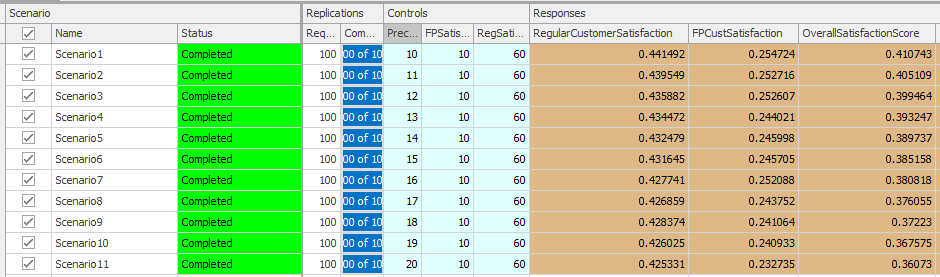 Scenario Replications Controls Responses
Name Status Req... Com... Prec... FPSatis... RegSati... RegularCustomerSatisfaction FPCustSatisfaction OverallSatisfactionScore
Scenario1 Completed 100 00 of 10 10 10 60 0.441492 0.254724 0.410743
Scenario2 Completed 100 00 of 10 11 10 60 0.439549 0.252716 0.405109
Scenario3 Completed 100 00 of 10 12 10 60 0.435882 0.252607 0.399464
Scenario4 Completed 100 00 of 10 13 10 60 0.434472 0.244021 0.393247
Scenario5 Completed 100 00 of 10 14 10 60 0.432479 0.245998 0.389737
Scenario6 Completed 100 00 of 10 15 10 60 0.431645 0.245705 0.385158
Scenario7 Completed 100 00 of 10 16 10 60 0.427741 0.252088 0.380818
Scenario8 Completed 100 00 of 10 17 10 60 0.426859 0.243752 0.376055
Scenario9 Completed 100 00 of 10 18 10 60 0.428374 0.241064 0.37223
Scenario10 Completed 100 00 of 10 19 10 60 0.426025 0.240933 0.367575
Scenario11 Completed 100 00 of 10 20 10 60 0.425331 0.232735 0.36073